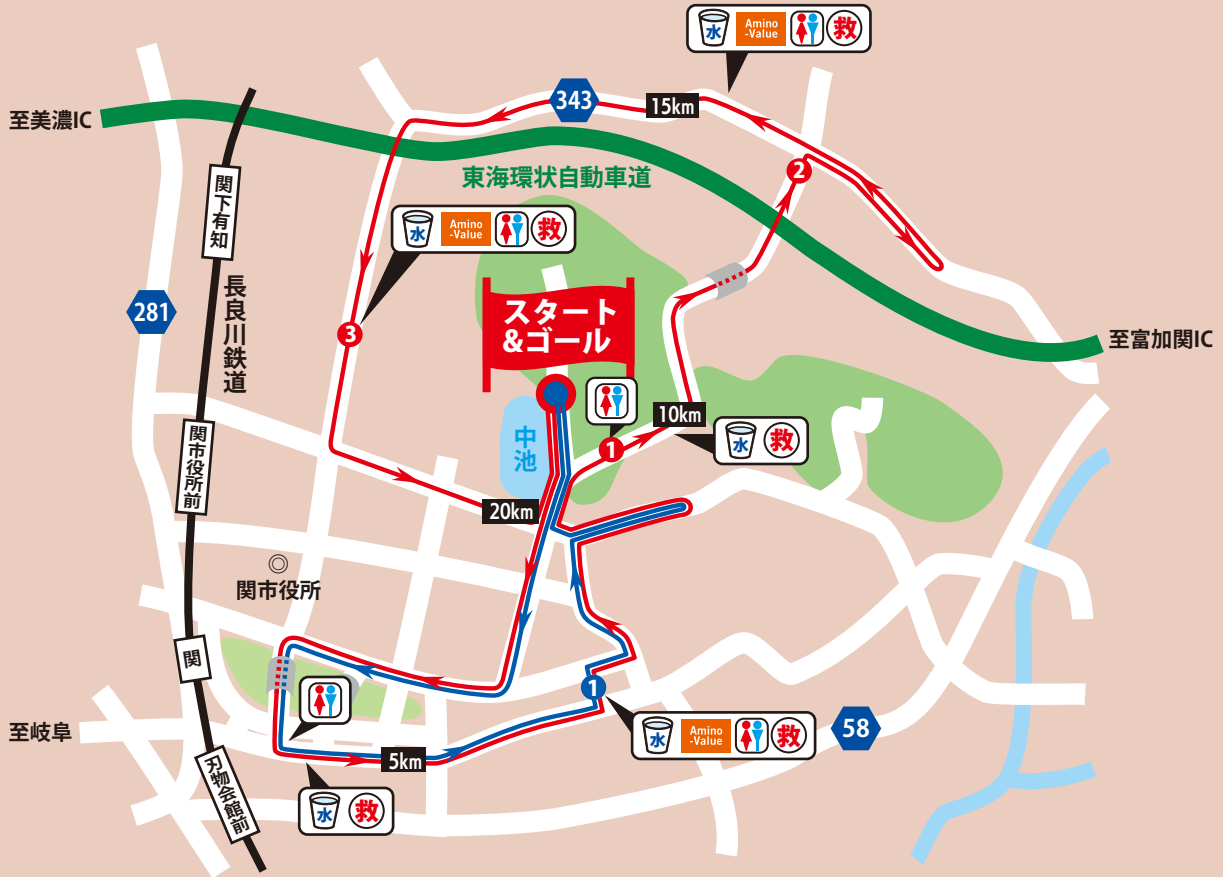 水
Amino
-Value
救
343
15km
至美濃IC
東海環状自動車道
2
関下有知
水
Amino
-Value
救
長良川鉄道
281
スタート
&ゴール
3
至富加関IC
10km
中池
1
水
救
関市役所前
20km
◎
関市役所
関
1
至岐阜
水
Amino
-Value
救
58
5km
刃物会館前
水
救